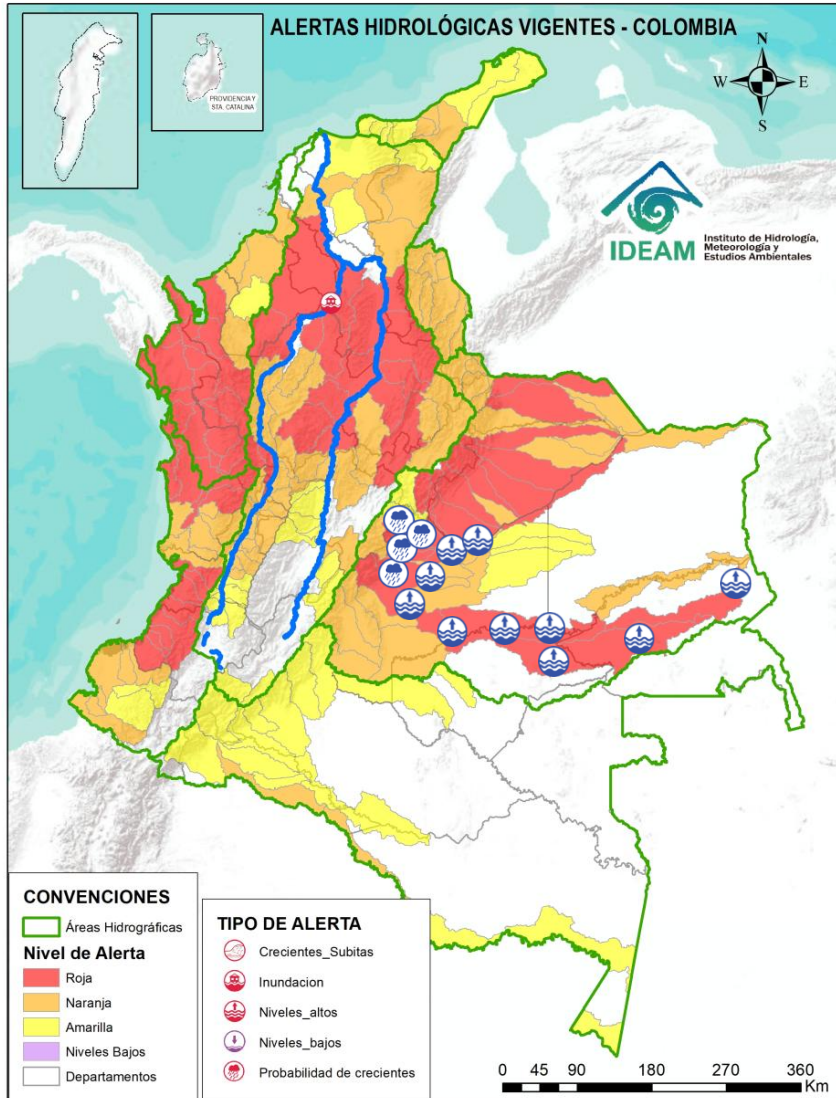 ALERTAS HIDROLÓGICAS VIGENTES - COLOMBIA
PROVIDENCIA Y
STA. CATALINA
N
W
E
S
IDEAM
Instituto de Hidrología,
Meteorología y
Estudios Ambientales
CONVENCIONES
Áreas Hidrográficas
Nivel de Alerta
Roja
Naranja
Amarilla
Niveles Bajos
Departamentos
TIPO DE ALERTA
Crecientes_Subitas
Inundacion
Niveles_altos
Niveles_bajos
Probabilidad de crecientes
0 45 90 180 270 360
Km